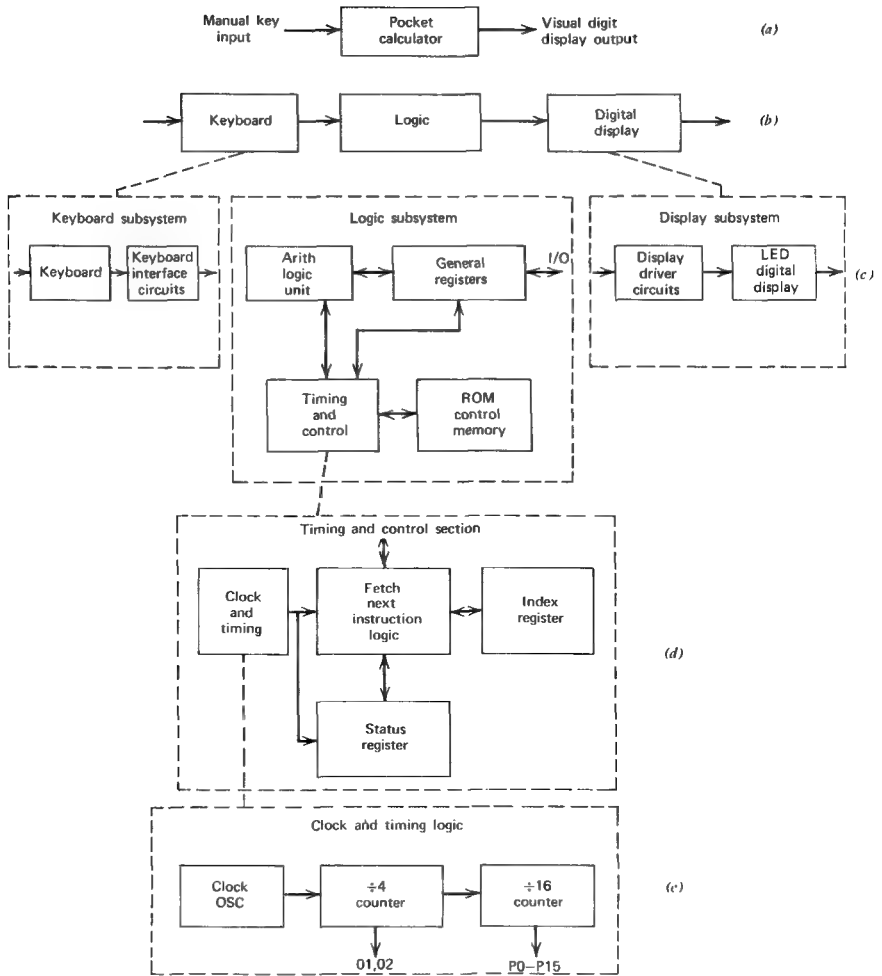 Manual key
input
Pocket
calculator
Visual digit
display output
(a)
Keyboard
Logic
Digital
display
(b)
Keyboard subsystem
Keyboard
Keyboard
interface
circuits
Logic subsystem
Arith
logic
unit
General
registers
I/O
Timing
and
control
ROM
control
memory
Display subsystem
Display
driver
circuits
LED
digital
display
(c)
Timing and control section
Clock
and
timing
Fetch
next
instruction
logic
Index
register
Status
register
(d)
Clock and timing logic
Clock
OSC
÷4
counter
÷16
counter
01,02
P0–P15
(e)